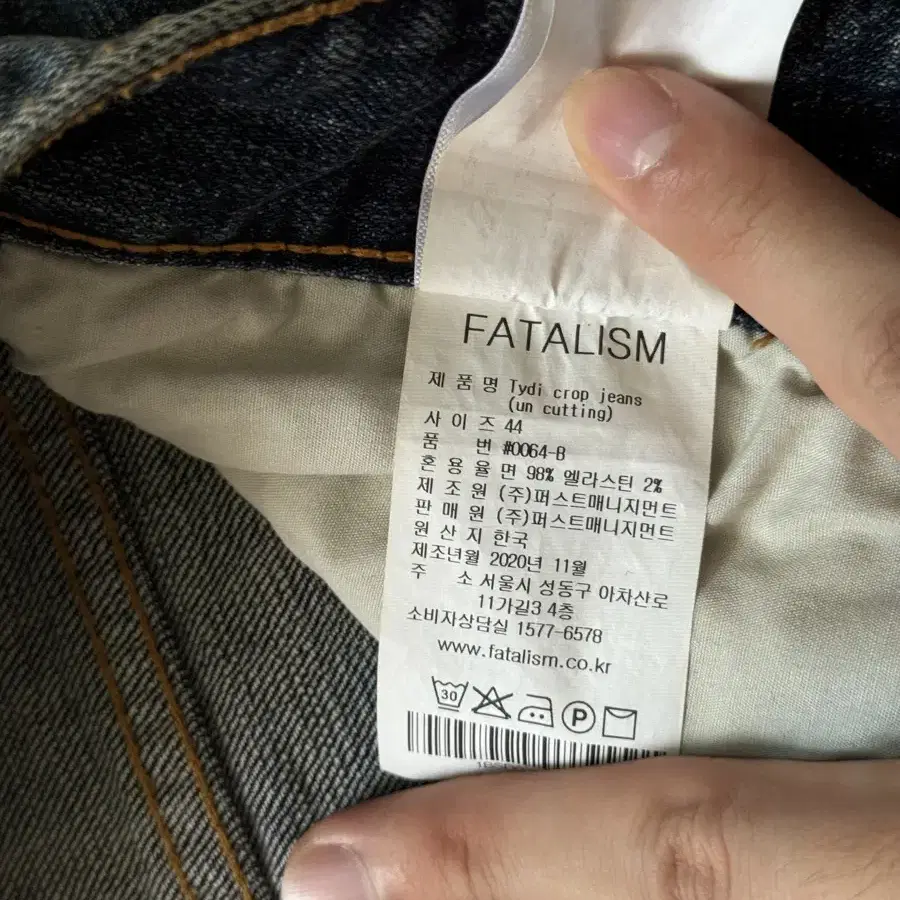 FATALISM
제 품 명 Tydi crop jeans
(un cutting)
사 이 즈 44
품 번 #0064-B
혼 용 율 면 98% 엘라스틴 2%
제 조 원 (주)퍼스트매니지먼트
판 매 원 (주)퍼스트매니지먼트
원 산 지 한국
제조년월 2020년 11월
주 소 서울시 성동구 아차산로
11가길3 4층
소비자상담실 1577-6578
www.fatalism.co.kr
30
P